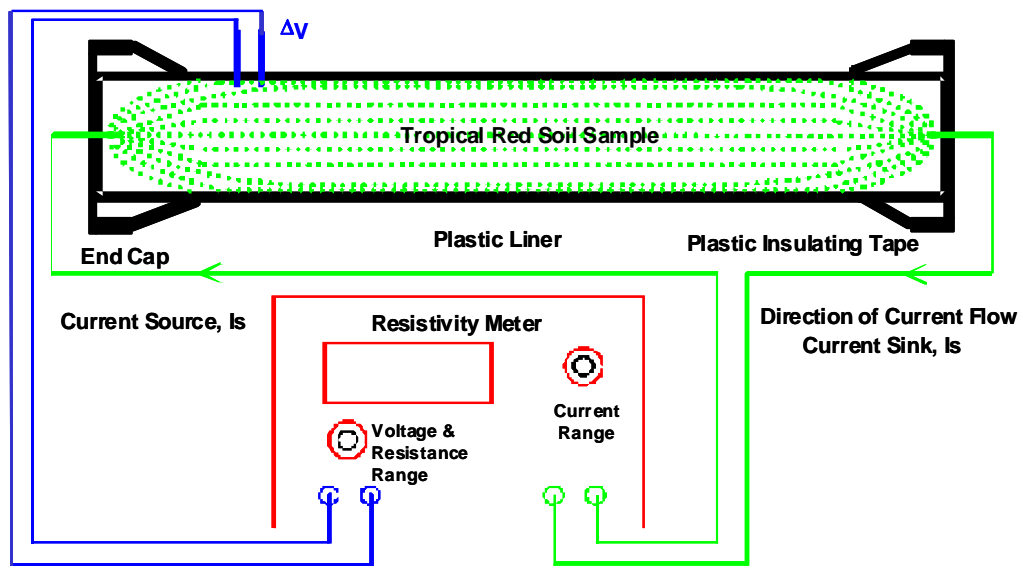 ΔV
Tropical Red Soil Sample
Plastic Liner
Plastic Insulating Tape
End Cap
Current Source, Is
Resistivity Meter
Direction of Current Flow
Current Sink, Is
Current
Range
Voltage &
Resistance
Range